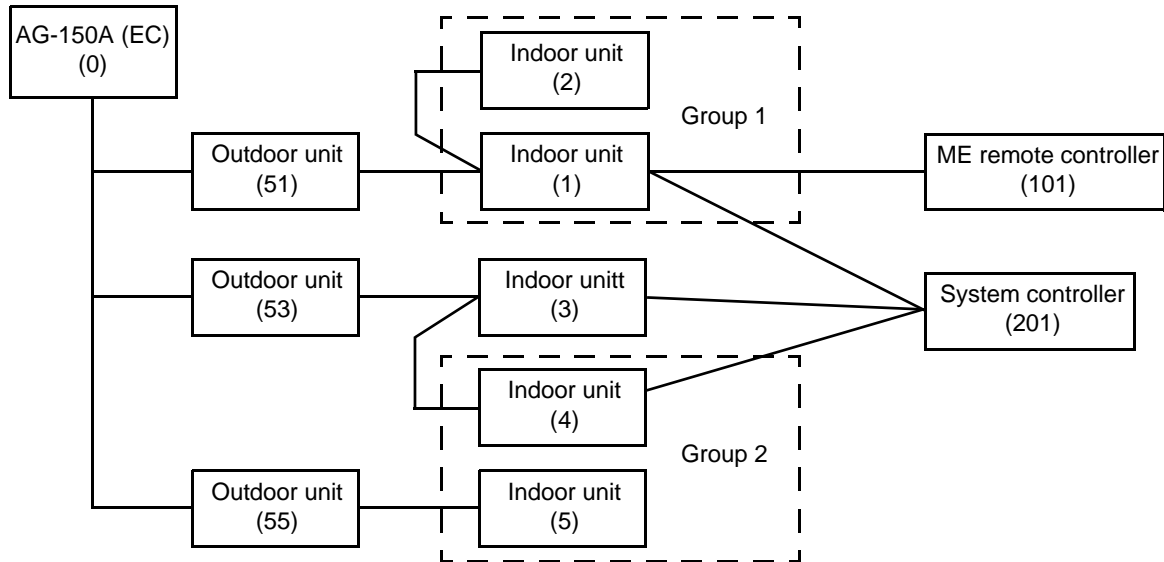 AG-150A (EC)
(0)
Indoor unit
(2)
Group 1
Outdoor unit
(51)
Indoor unit
(1)
ME remote controller
(101)
Outdoor unit
(53)
Indoor unitt
(3)
System controller
(201)
Indoor unit
(4)
Group 2
Outdoor unit
(55)
Indoor unit
(5)